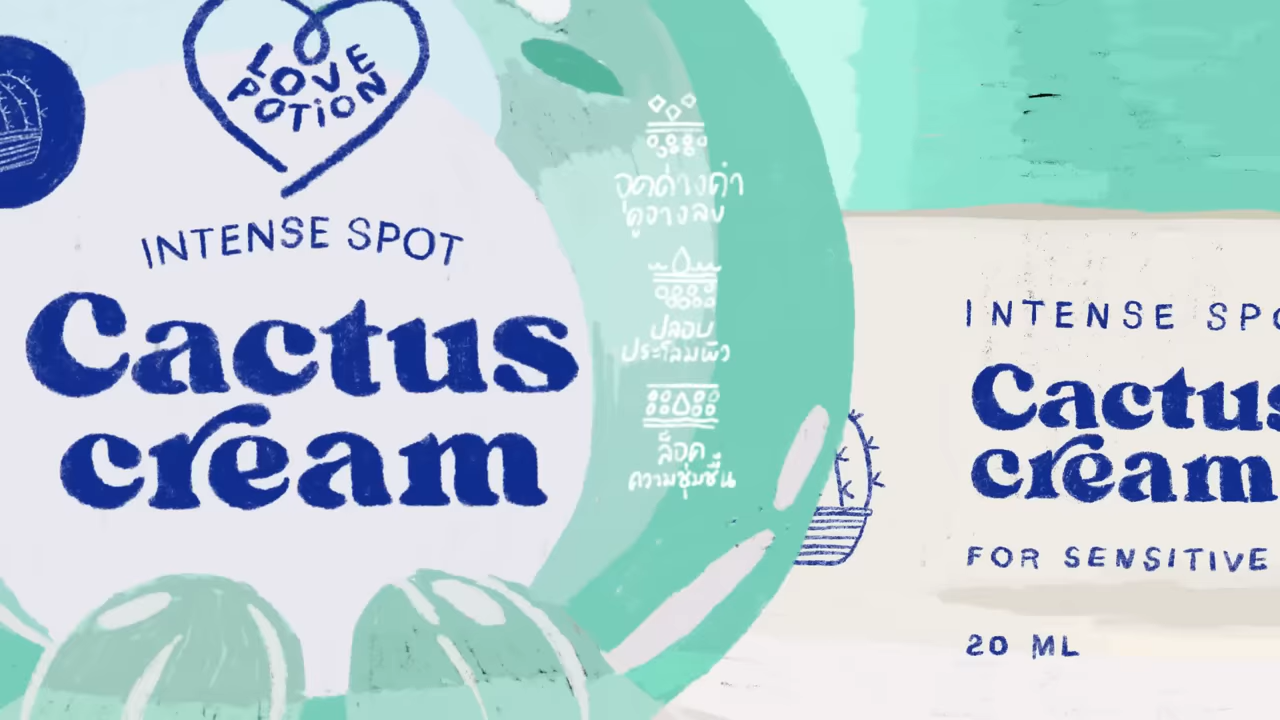 LOVE
POTION
INTENSE SPOT
Cactus
cream
จุดด่างดำ
ดูจางลง
ปลอบ
ประโลมผิว
ล็อค
ความชุ่มชื้น
INTENSE SPO
Cactus
cream
FOR SENSITIVE
20 ML